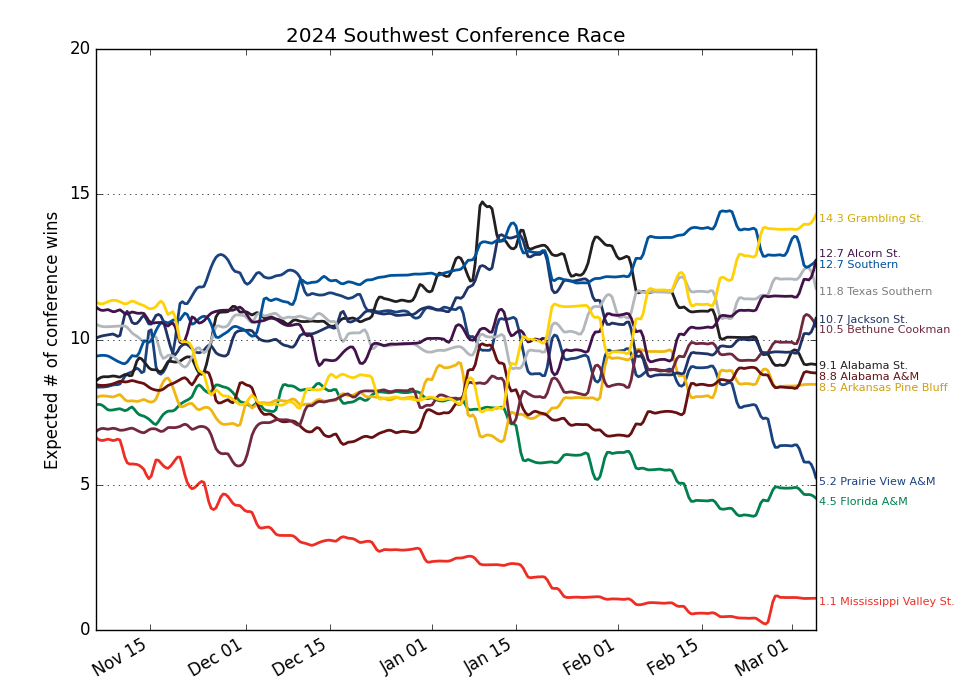 2024 Southwest Conference Race
Expected # of conference wins
20
15
10
5
0
Nov 15
Dec 01
Dec 15
Jan 01
Jan 15
Feb 01
Feb 15
Mar 01
14.3 Grambling St.
12.7 Alcorn St.
12.7 Southern
11.8 Texas Southern
10.7 Jackson St.
10.5 Bethune Cookman
9.1 Alabama St.
8.8 Alabama A&M
8.5 Arkansas Pine Bluff
5.2 Prairie View A&M
4.5 Florida A&M
1.1 Mississippi Valley St.